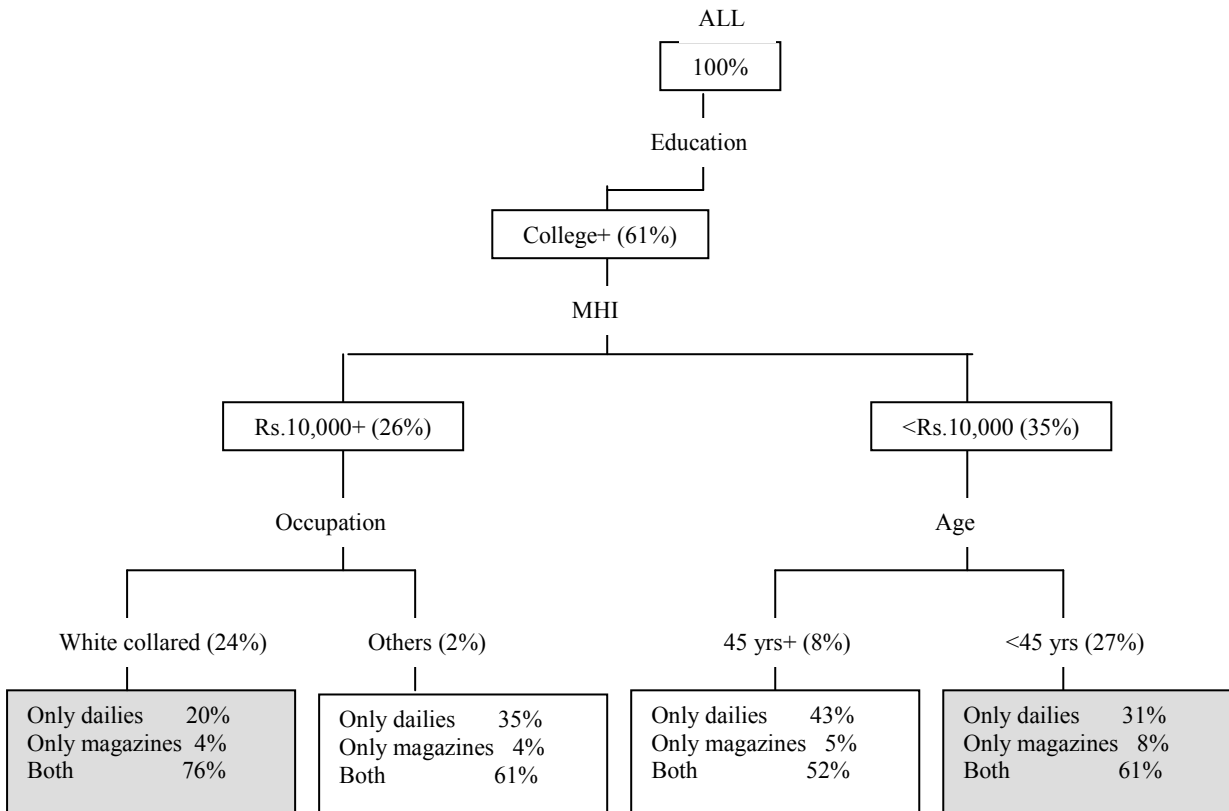 ALL
100%
Education
College+ (61%)
MHI
Rs.10,000+ (26%)
<Rs.10,000 (35%)
Occupation
Age
White collared (24%)
Others (2%)
45 yrs+ (8%)
<45 yrs (27%)
Only dailies 20%
Only magazines 4%
Both 76%
Only dailies 35%
Only magazines 4%
Both 61%
Only dailies 43%
Only magazines 5%
Both 52%
Only dailies 31%
Only magazines 8%
Both 61%